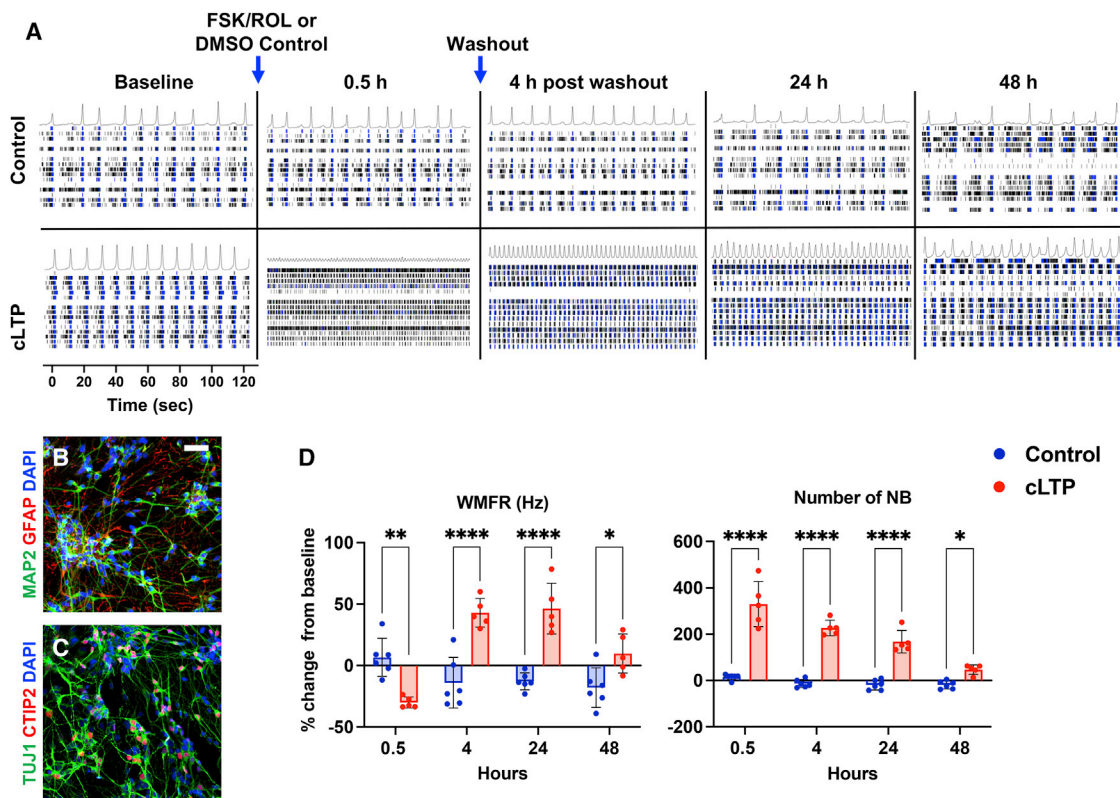 A
FSK/ROL or
DMSO Control
Washout
Baseline
0.5 h
4 h post washout
24 h
48 h
Control
cLTP
0 20 40 60 80 100 120
Time (sec)
B
MAP2 GFAP DAPI
C
TUJ1 CTIP2 DAPI
D
Control
cLTP
WMFR (Hz)
% change from baseline
100
50
0
-50
** **** **** *
0.5 4 24 48
Hours
Number of NB
600
400
200
0
-200
**** **** **** *
0.5 4 24 48
Hours